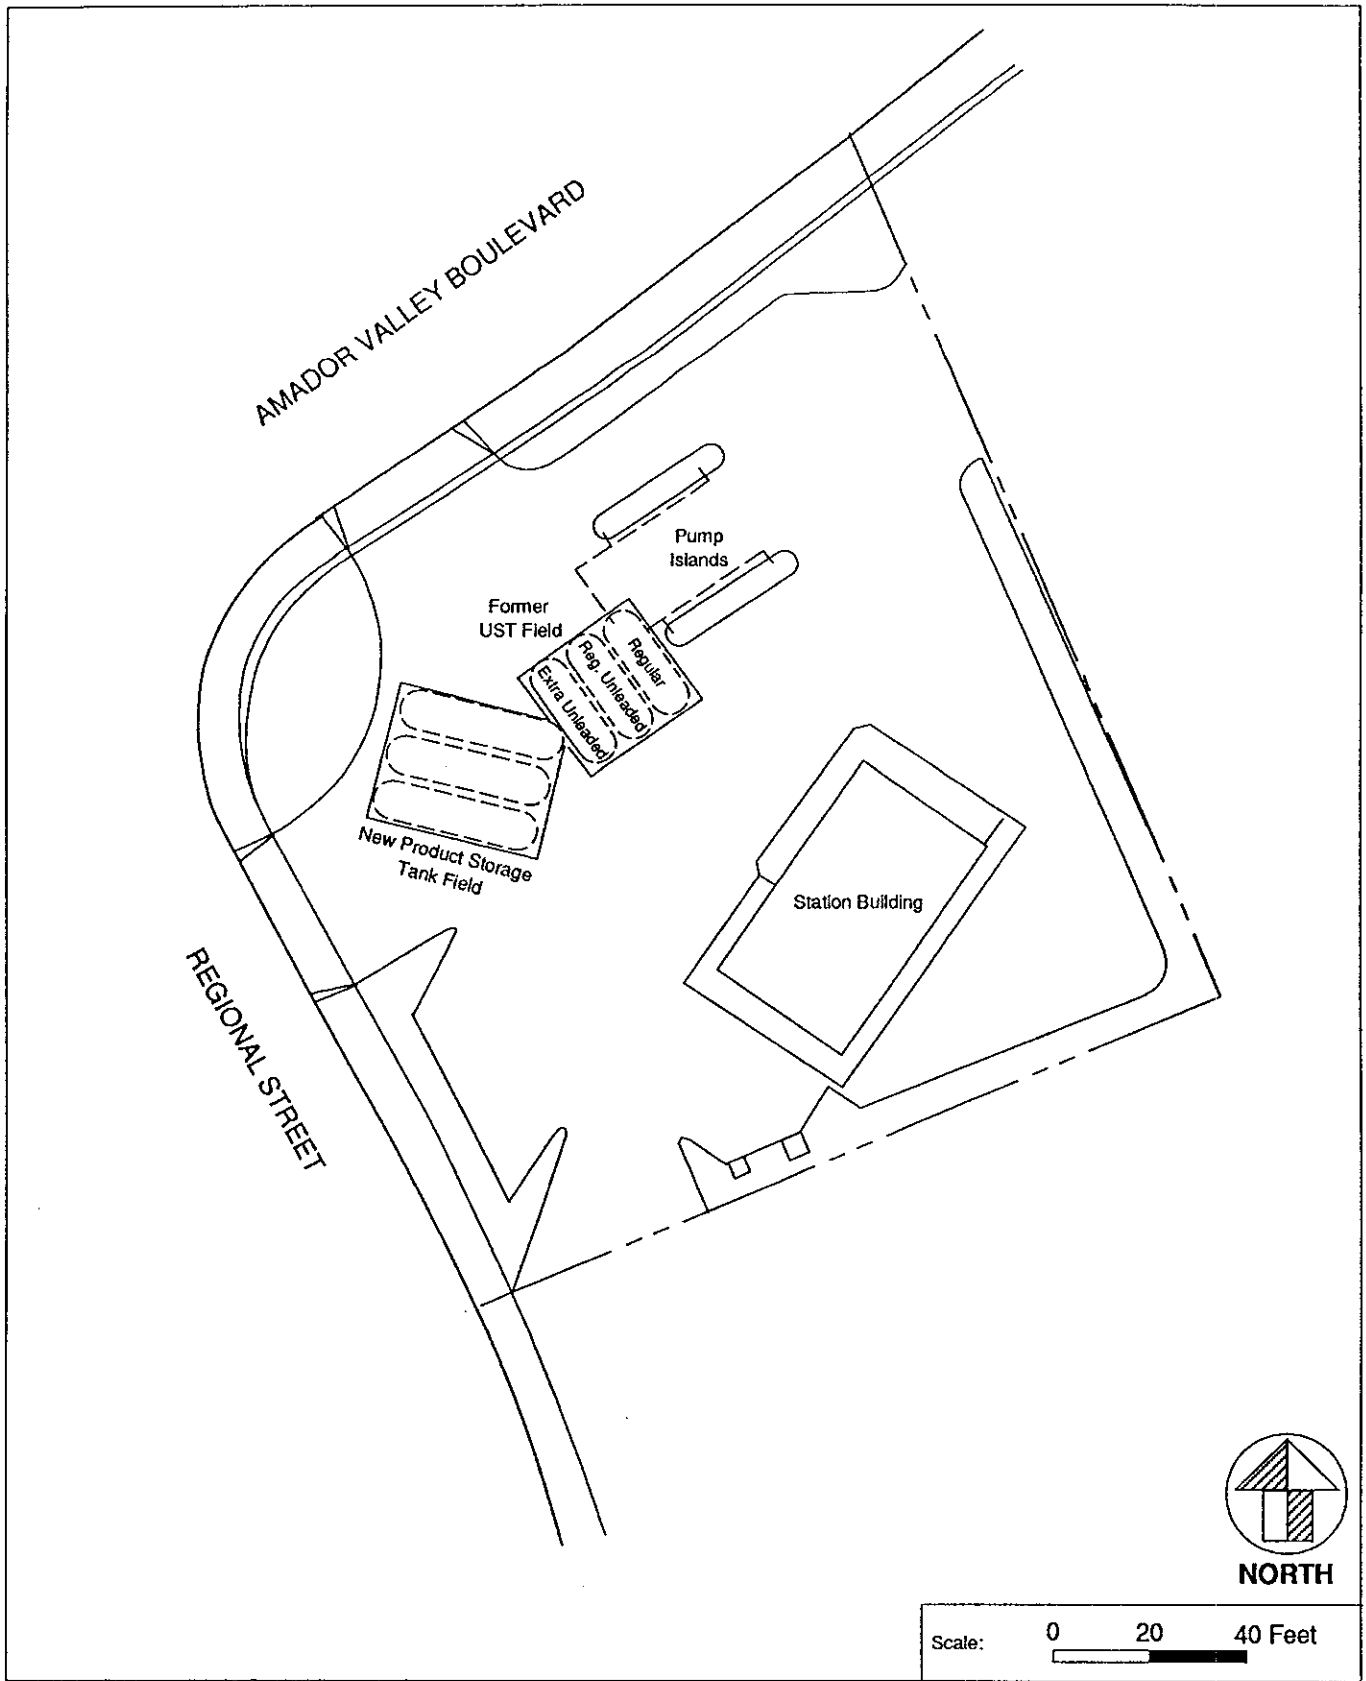 AMADOR VALLEY BOULEVARD
Pump
Islands
Former
UST Field
Regular
Reg. Unleaded
Extra Unleaded
New Product Storage
Tank Field
Station Building
REGIONAL STREET
NORTH
Scale: 0 20 40 Feet